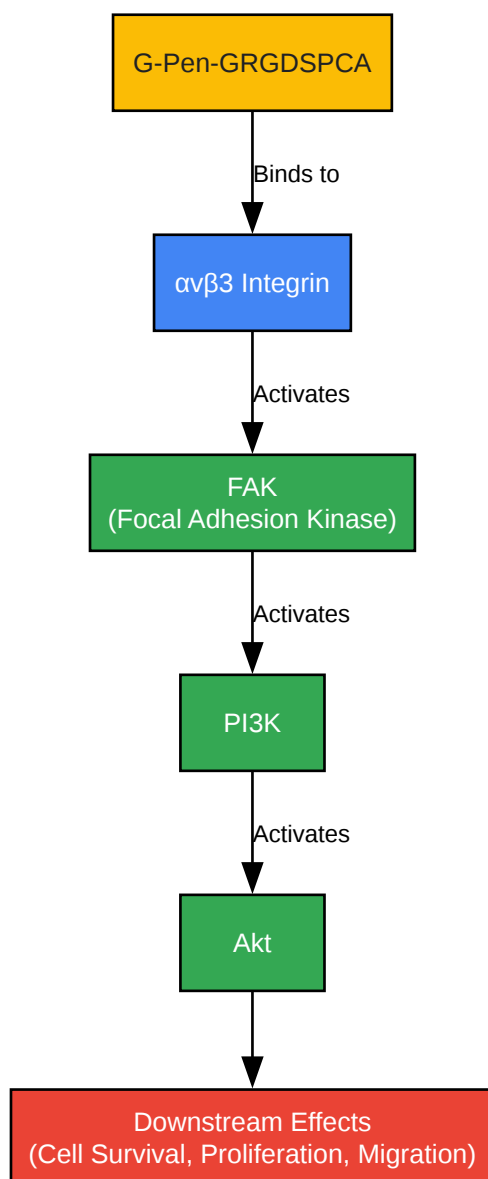 G-Pen-GRGDSPCA
Binds to
αvβ3 Integrin
Activates
FAK
(Focal Adhesion Kinase)
Activates
PI3K
Activates
Akt
Downstream Effects
(Cell Survival, Proliferation, Migration)